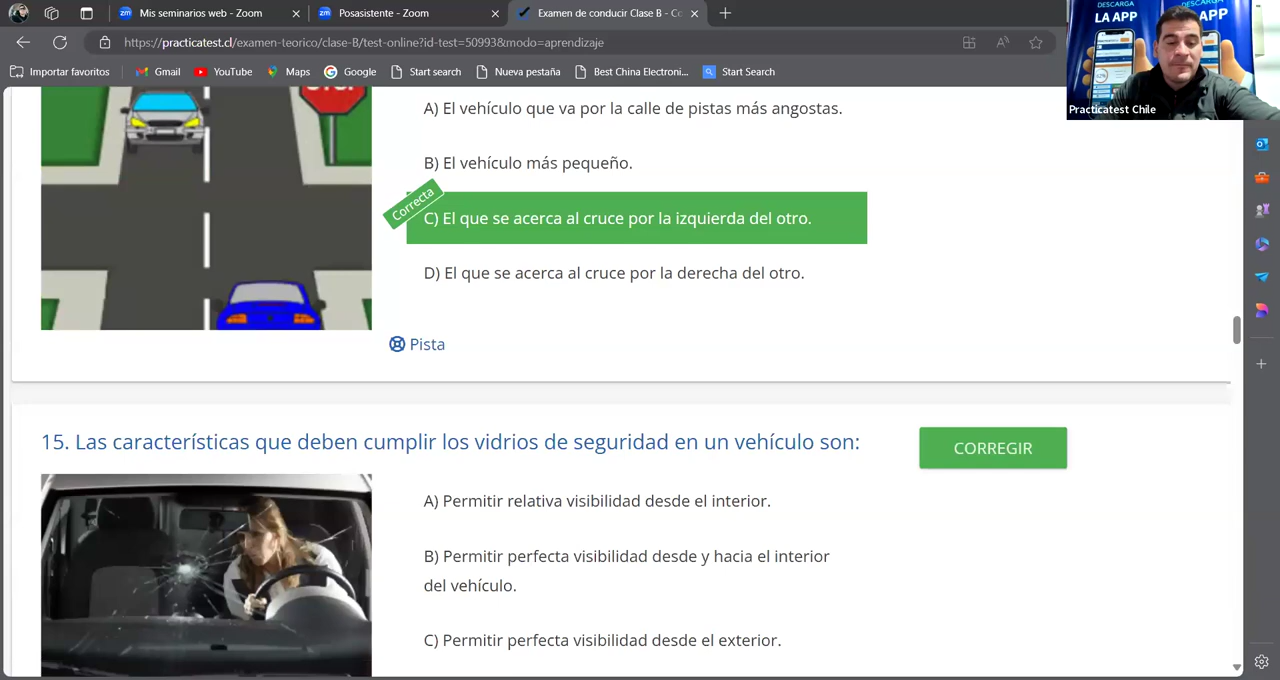 Mis seminarios web - Zoom
Posasistente - Zoom
Examen de conducir Clase B - Co
https://practicatest.cl/examen-teorico/clase-B/test-online?id-test=50993&modo=aprendizaje
Importar favoritos
Gmail
YouTube
Maps
Google
Start search
Nueva pestaña
Best China Electroni...
Start Search
DESCARGA
LA APP
DESCARGA
APP
Practicatest Chile
A) El vehículo que va por la calle de pistas más angostas.
B) El vehículo más pequeño.
Correcta
C) El que se acerca al cruce por la izquierda del otro.
D) El que se acerca al cruce por la derecha del otro.
Pista
15. Las características que deben cumplir los vidrios de seguridad en un vehículo son:
CORREGIR
A) Permitir relativa visibilidad desde el interior.
B) Permitir perfecta visibilidad desde y hacia el interior
del vehículo.
C) Permitir perfecta visibilidad desde el exterior.